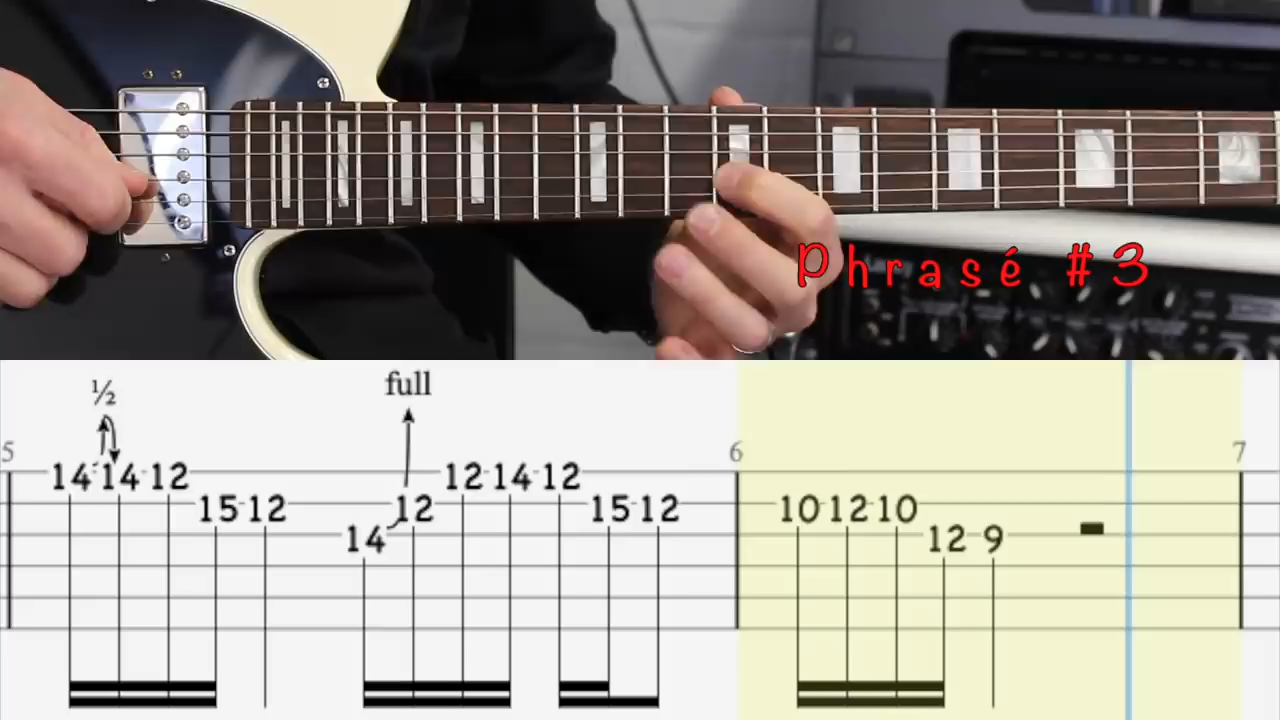 Phrasé #3
½ full
5 6 7
14 14 12 12 14 12
15 12 12 15 12 10 12 10
14 12 9